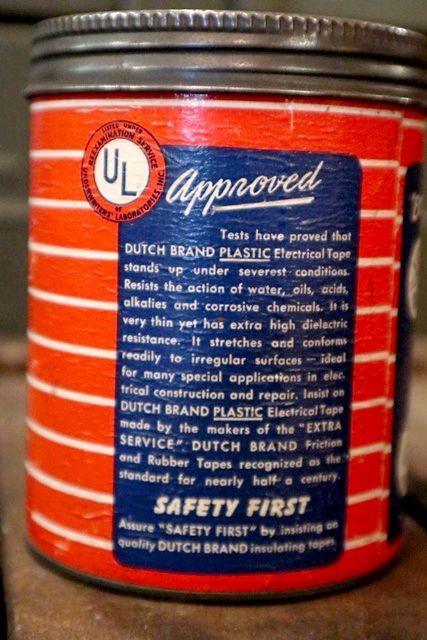 LISTED UNDER
REEXAMINATION SERVICE
UL
OF
UNDERWRITERS' LABORATORIES, INC.
Approved
Tests have proved that
DUTCH BRAND PLASTIC Electrical Tape
stands up under severest conditions.
Resists the action of water, oils, acids,
alkalies and corrosive chemicals. It is
very thin yet has extra high dielectric
resistance. It stretches and conforms
readily to irregular surfaces — ideal
for many special applications in elec-
trical construction and repair. Insist on
DUTCH BRAND PLASTIC Electrical Tape
made by the makers of the "EXTRA
SERVICE" DUTCH BRAND Friction
and Rubber Tapes recognized as the
standard for nearly half a century.
SAFETY FIRST
Assure "SAFETY FIRST" by insisting on
quality DUTCH BRAND insulating tapes.